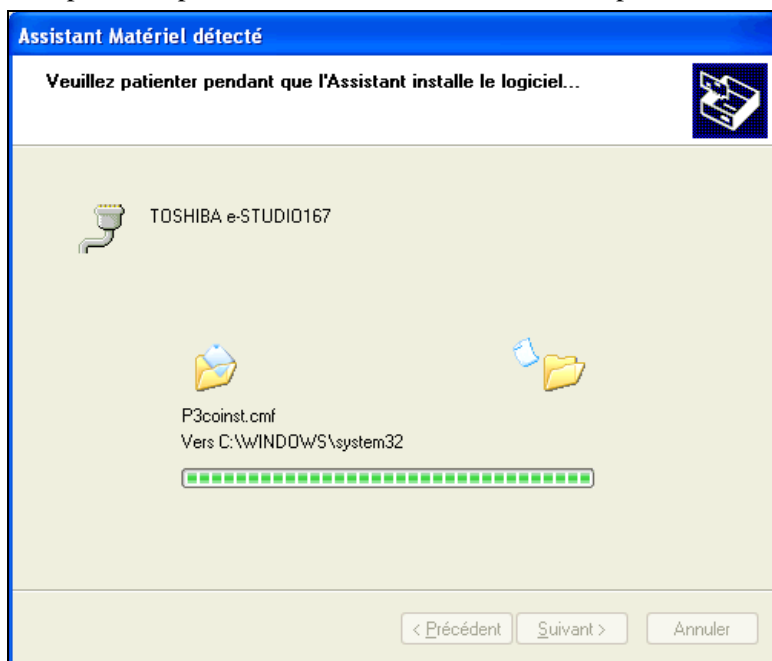 Assistant Matériel détecté
Veuillez patienter pendant que l'Assistant installe le logiciel...
TOSHIBA e-STUDIO167
P3coinst.cmf
Vers C:\WINDOWS\system32
< Précédent Suivant > Annuler